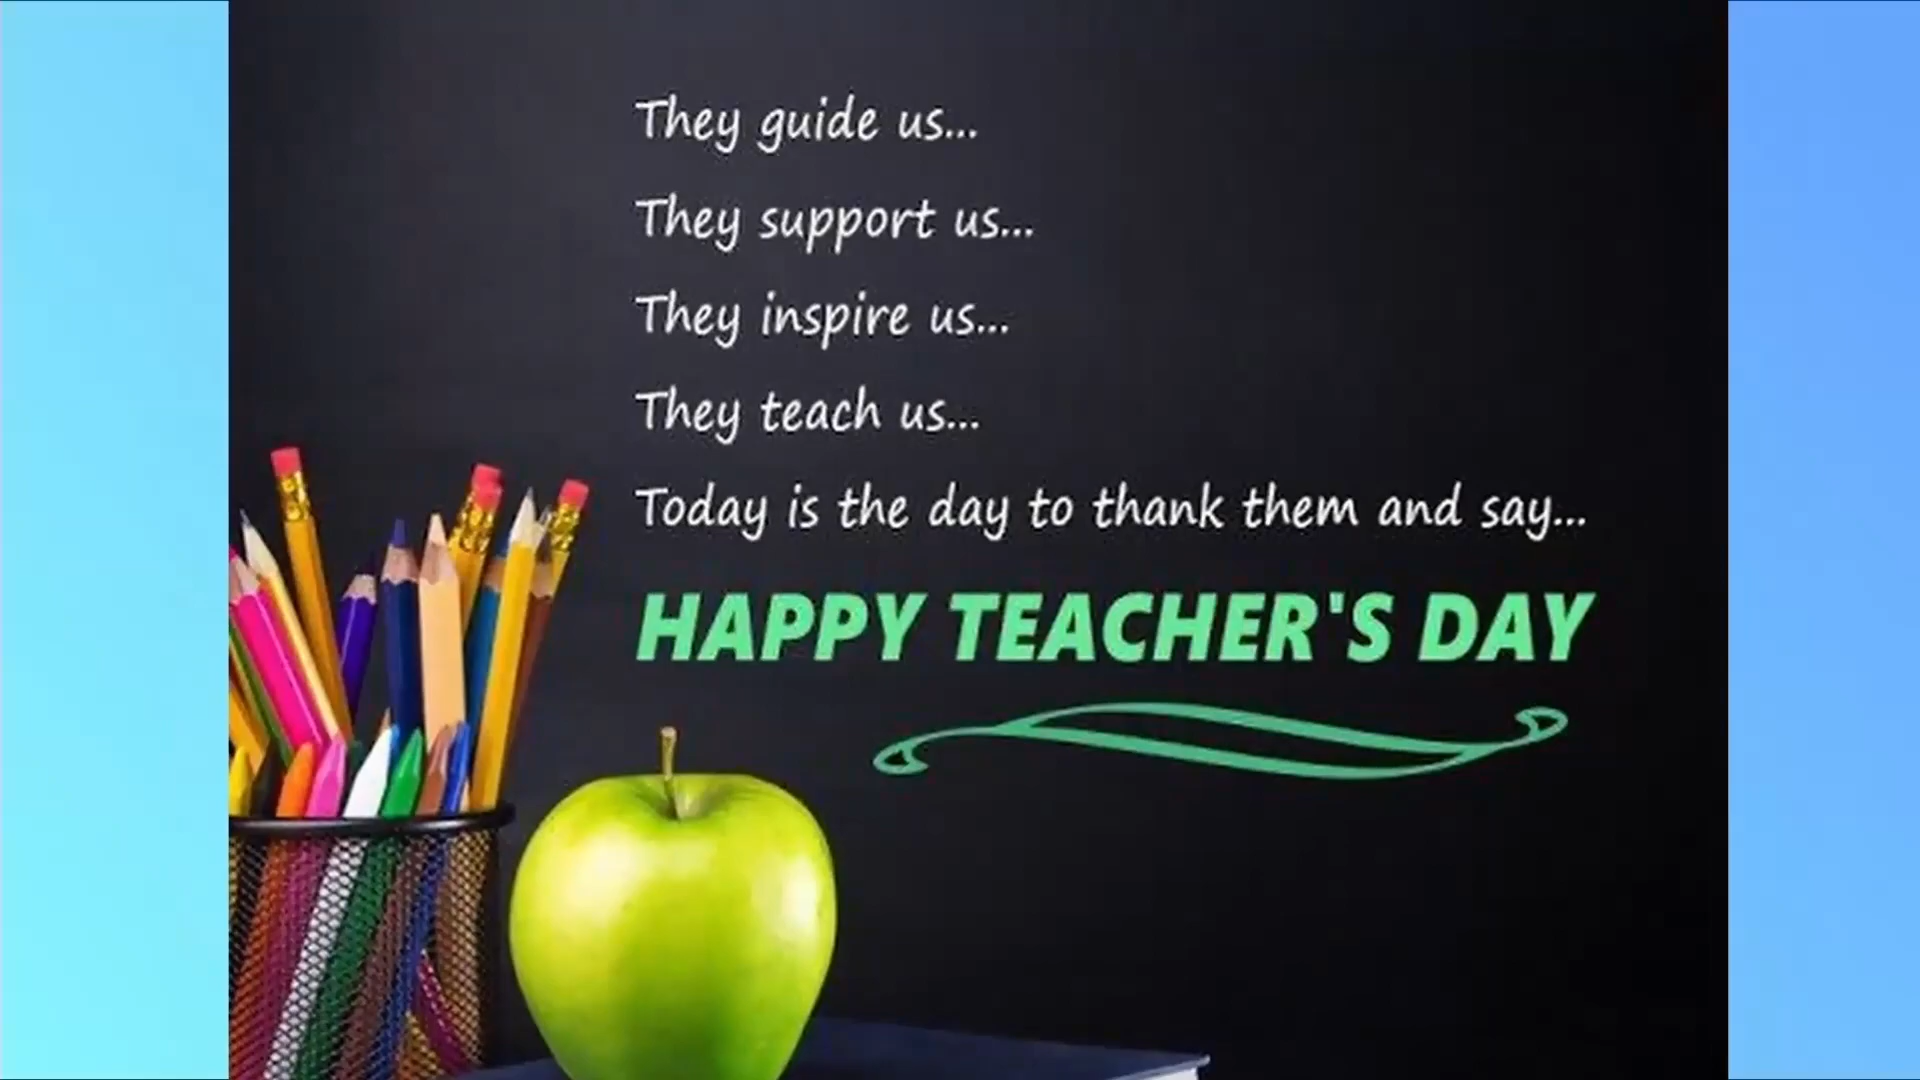 They guide us...
They support us...
They inspire us...
They teach us...
Today is the day to thank them and say...
HAPPY TEACHER'S DAY